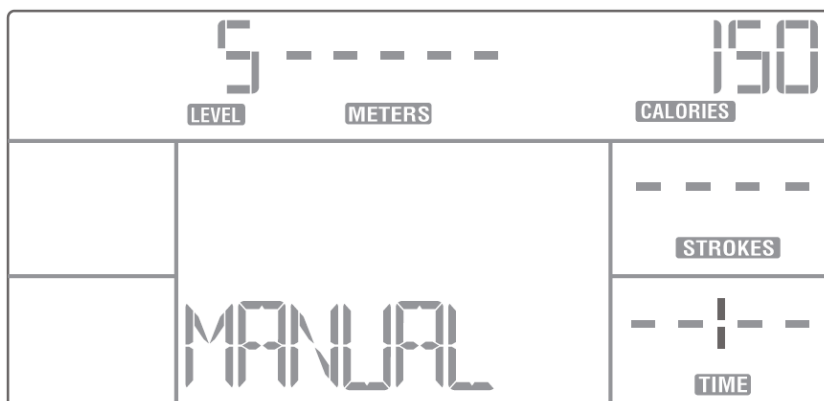 5 - - - - - 150
LEVEL METERS CALORIES
- - - -
STROKES
MANUAL - - : - -
TIME